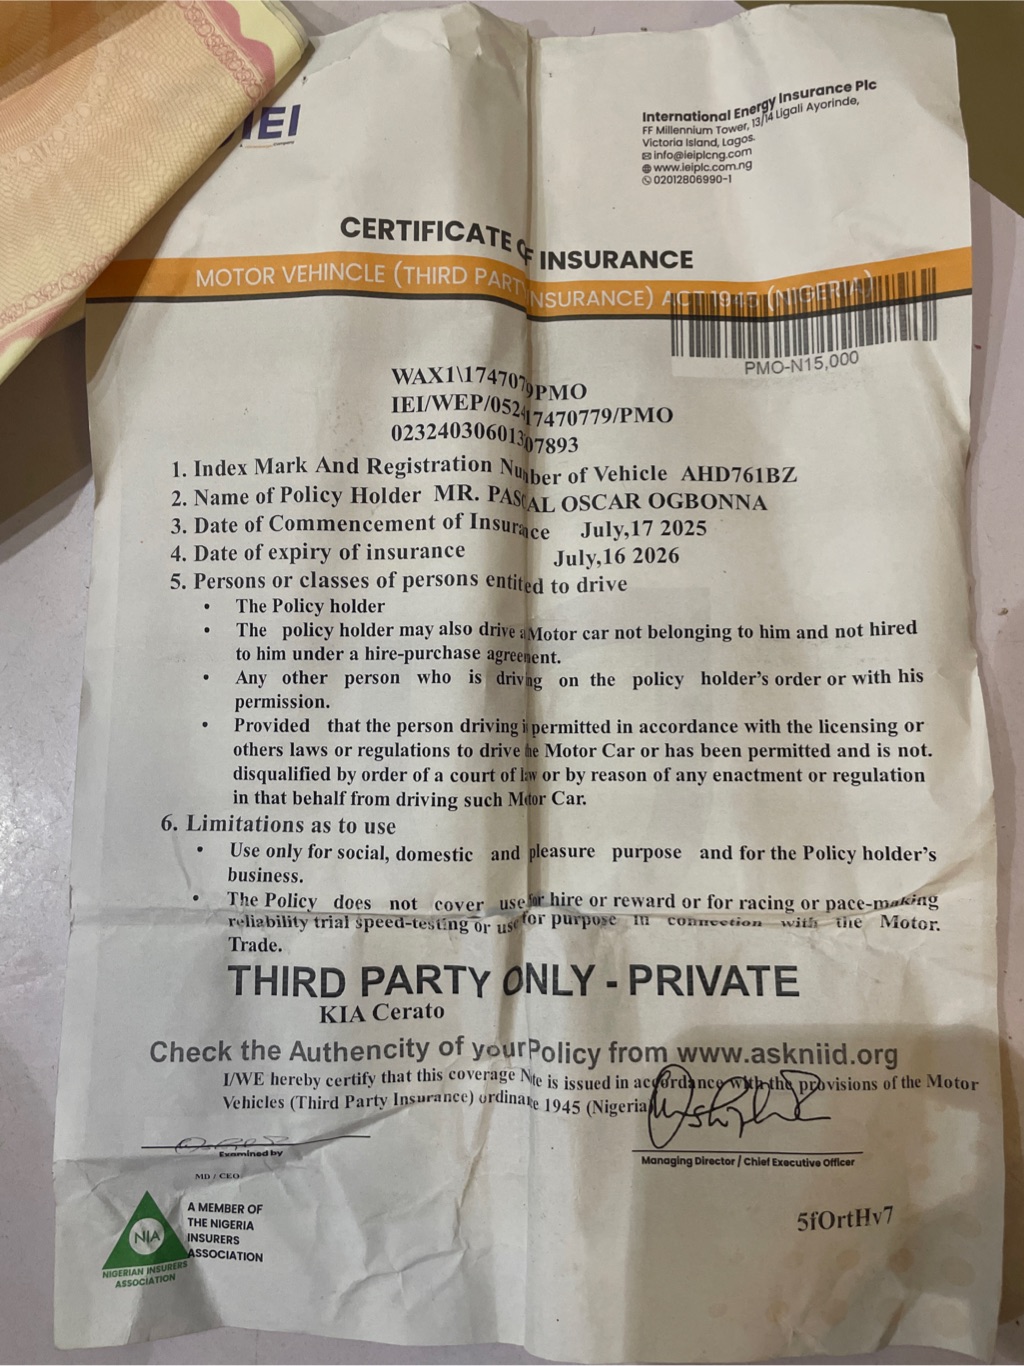 IEI
International Energy Insurance Plc
FF Millennium Tower, 13/14 Ligali Ayorinde,
Victoria Island, Lagos.
info@ieiplcng.com
www.ieiplc.com.ng
02012806990-1
CERTIFICATE OF INSURANCE
MOTOR VEHINCLE (THIRD PARTY INSURANCE) ACT 1945 (NIGERIA)
PMO-N15,000
WAX1\1747079PMO
IEI/WEP/052417470779/PMO
02324030601307893
1. Index Mark And Registration Number of Vehicle AHD761BZ
2. Name of Policy Holder MR. PASCAL OSCAR OGBONNA
3. Date of Commencement of Insurance July,17 2025
4. Date of expiry of insurance July,16 2026
5. Persons or classes of persons entited to drive
• The Policy holder
• The policy holder may also drive a Motor car not belonging to him and not hired
to him under a hire-purchase agreement.
• Any other person who is driving on the policy holder's order or with his
permission.
• Provided that the person driving is permitted in accordance with the licensing or
others laws or regulations to drive the Motor Car or has been permitted and is not.
disqualified by order of a court of law or by reason of any enactment or regulation
in that behalf from driving such Motor Car.
6. Limitations as to use
• Use only for social, domestic and pleasure purpose and for the Policy holder's
business.
• The Policy does not cover use for hire or reward or for racing or pace-making
reliability trial speed-testing or use for purpose in connection with the Motor.
Trade.
THIRD PARTY ONLY - PRIVATE
KIA Cerato
Check the Authencity of your Policy from www.askniid.org
I/WE hereby certify that this coverage Note is issued in accordance with the provisions of the Motor
Vehicles (Third Party Insurance) ordinance 1945 (Nigeria
Examined by
MD / CEO
Managing Director / Chief Executive Officer
5fOrtHv7
NIA
NIGERIAN INSURERS
ASSOCIATION
A MEMBER OF
THE NIGERIA
INSURERS
ASSOCIATION